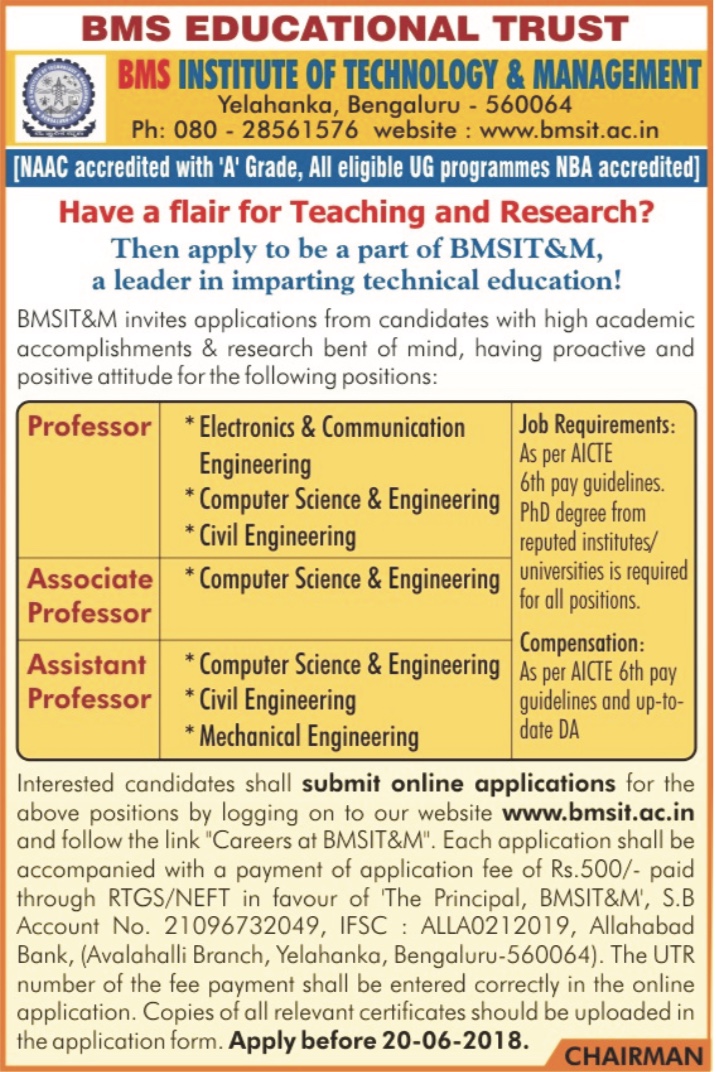 BMS EDUCATIONAL TRUST
BMS INSTITUTE OF TECHNOLOGY & MANAGEMENT
Yelahanka, Bengaluru - 560064
Ph: 080 - 28561576 website : www.bmsit.ac.in
[NAAC accredited with 'A' Grade, All eligible UG programmes NBA accredited]
Have a flair for Teaching and Research?
Then apply to be a part of BMSIT&M,
a leader in imparting technical education!
BMSIT&M invites applications from candidates with high academic
accomplishments & research bent of mind, having proactive and
positive attitude for the following positions:
Professor
* Electronics & Communication
Engineering
* Computer Science & Engineering
* Civil Engineering
Associate
Professor
* Computer Science & Engineering
Assistant
Professor
* Computer Science & Engineering
* Civil Engineering
* Mechanical Engineering
Job Requirements:
As per AICTE
6th pay guidelines.
PhD degree from
reputed institutes/
universities is required
for all positions.
Compensation:
As per AICTE 6th pay
guidelines and up-to-
date DA
Interested candidates shall submit online applications for the
above positions by logging on to our website www.bmsit.ac.in
and follow the link "Careers at BMSIT&M". Each application shall be
accompanied with a payment of application fee of Rs.500/- paid
through RTGS/NEFT in favour of 'The Principal, BMSIT&M', S.B
Account No. 21096732049, IFSC : ALLA0212019, Allahabad
Bank, (Avalahalli Branch, Yelahanka, Bengaluru-560064). The UTR
number of the fee payment shall be entered correctly in the online
application. Copies of all relevant certificates should be uploaded in
the application form. Apply before 20-06-2018.
CHAIRMAN